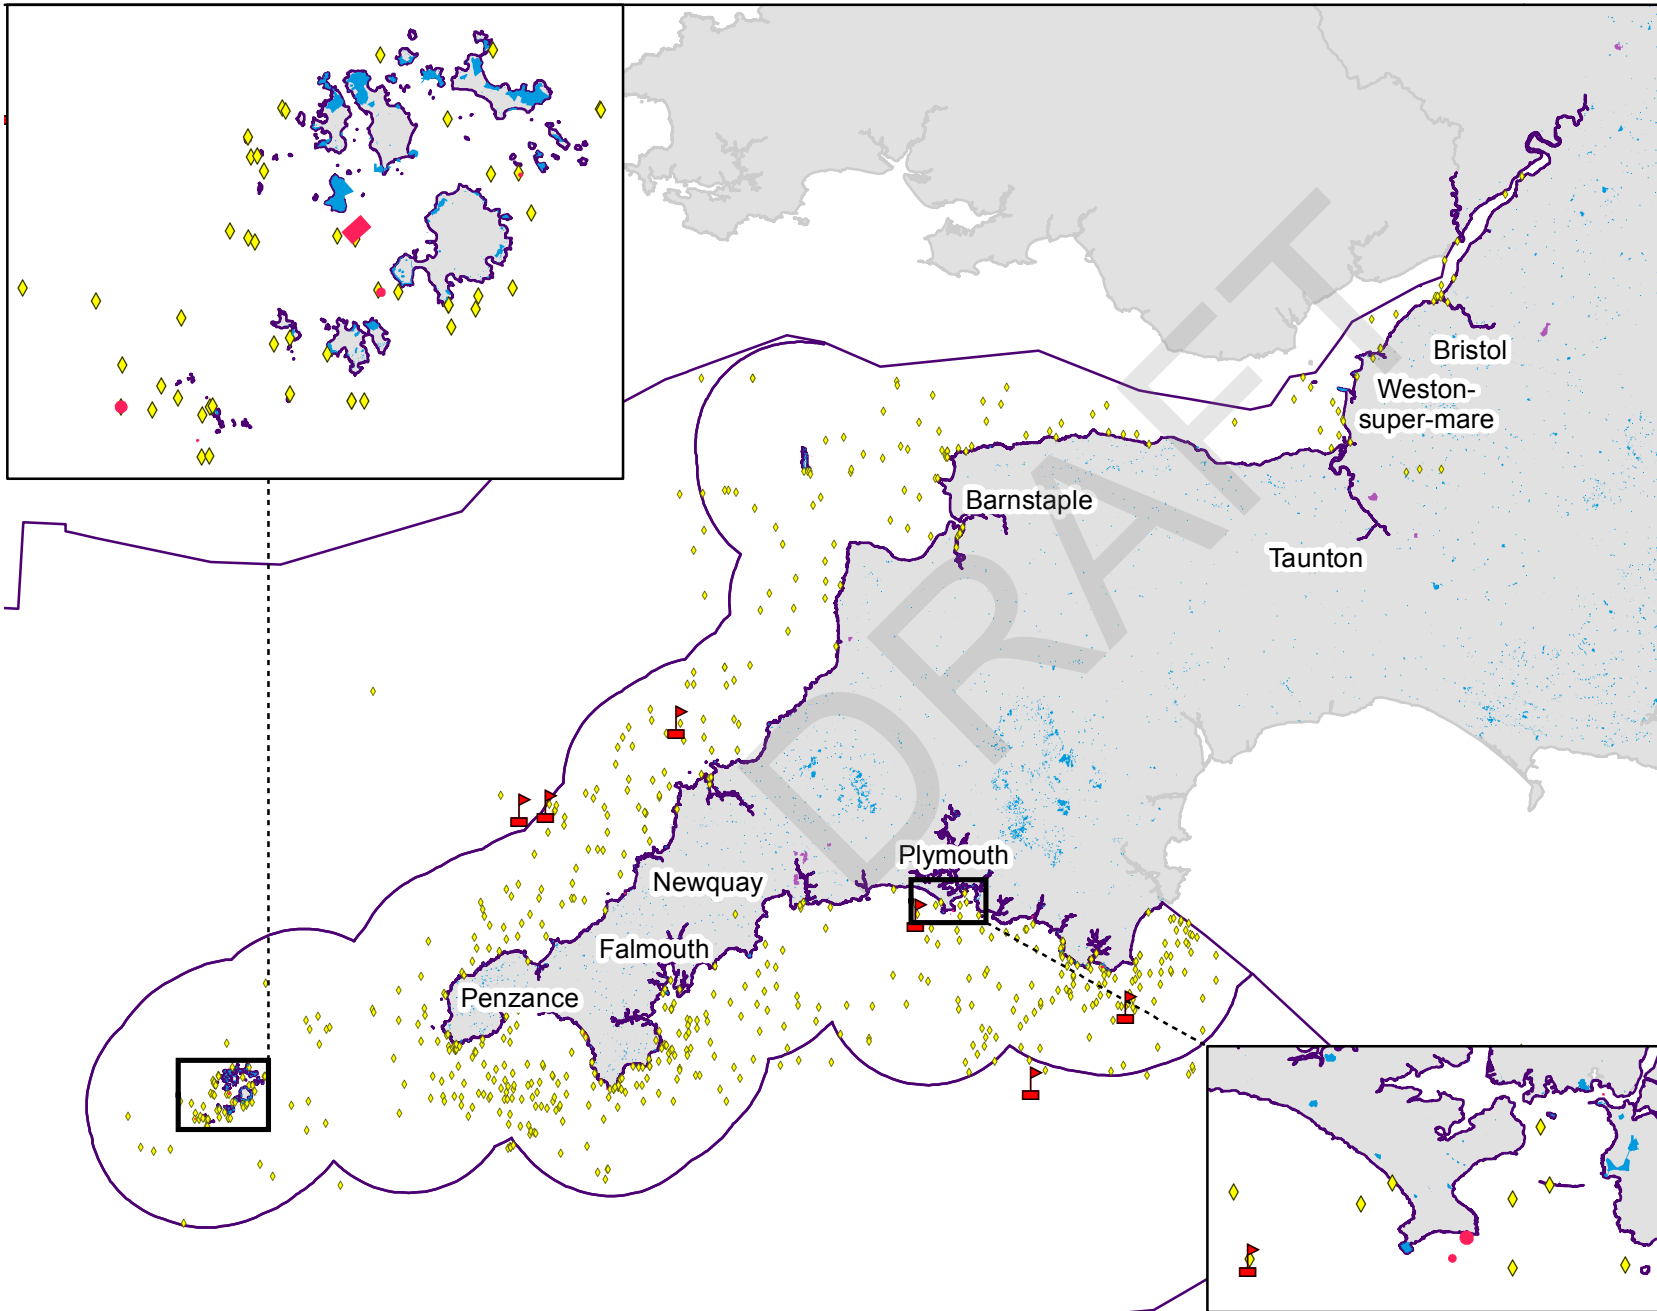 Bristol
Weston-
super-mare
Barnstaple
Taunton
DRAFT
Plymouth
Newquay
Falmouth
Penzance